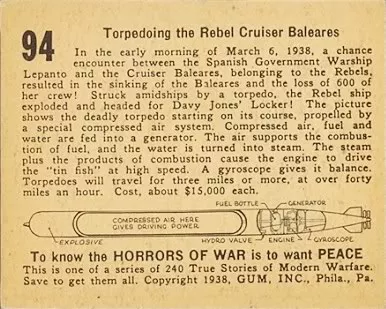 94
Torpedoing the Rebel Cruiser Baleares
In the early morning of March 6, 1938, a chance
encounter between the Spanish Government Warship
Lepanto and the Cruiser Baleares, belonging to the Rebels,
resulted in the sinking of the Baleares and the loss of 600 of
her crew! Struck amidships by a torpedo, the Rebel ship
exploded and headed for Davy Jones' Locker! The picture
shows the deadly torpedo starting on its course, propelled by
a special compressed air system. Compressed air, fuel and
water are fed into a generator. The air supports the combus-
tion of fuel, and the water is turned into steam. The steam
plus the products of combustion cause the engine to drive
the "tin fish" at high speed. A gyroscope gives it balance.
Torpedoes will travel for three miles or more, at over forty
miles an hour. Cost, about $15,000 each.
FUEL BOTTLE
GENERATOR
COMPRESSED AIR HERE
GIVES DRIVING POWER
EXPLOSIVE
HYDRO VALVE
ENGINE
GYROSCOPE
To know the HORRORS OF WAR is to want PEACE
This is one of a series of 240 True Stories of Modern Warfare.
Save to get them all. Copyright 1938, GUM, INC., Phila., Pa.